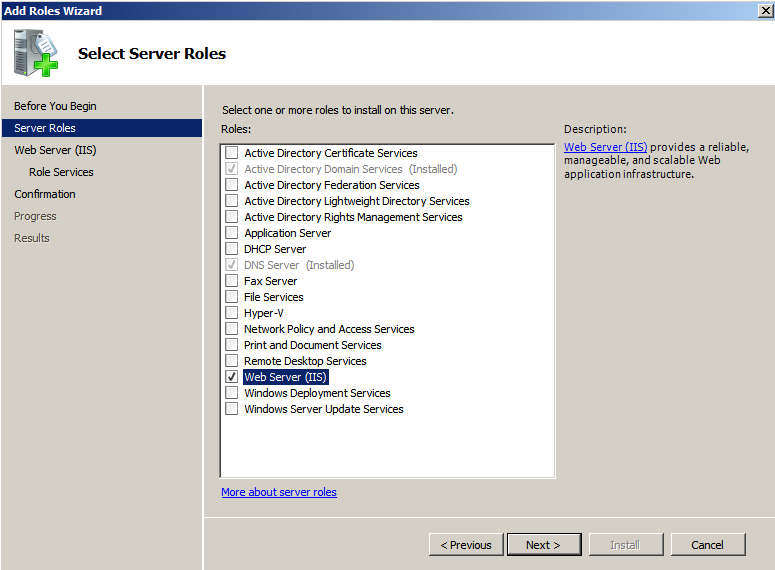 Add Roles Wizard
Select Server Roles
Before You Begin
Server Roles
Web Server (IIS)
Role Services
Confirmation
Progress
Results
Select one or more roles to install on this server.
Roles:
Active Directory Certificate Services
Active Directory Domain Services (Installed)
Active Directory Federation Services
Active Directory Lightweight Directory Services
Active Directory Rights Management Services
Application Server
DHCP Server
DNS Server (Installed)
Fax Server
File Services
Hyper-V
Network Policy and Access Services
Print and Document Services
Remote Desktop Services
Web Server (IIS)
Windows Deployment Services
Windows Server Update Services
More about server roles
Description:
Web Server (IIS) provides a reliable,
manageable, and scalable Web
application infrastructure.
< Previous
Next >
Install
Cancel